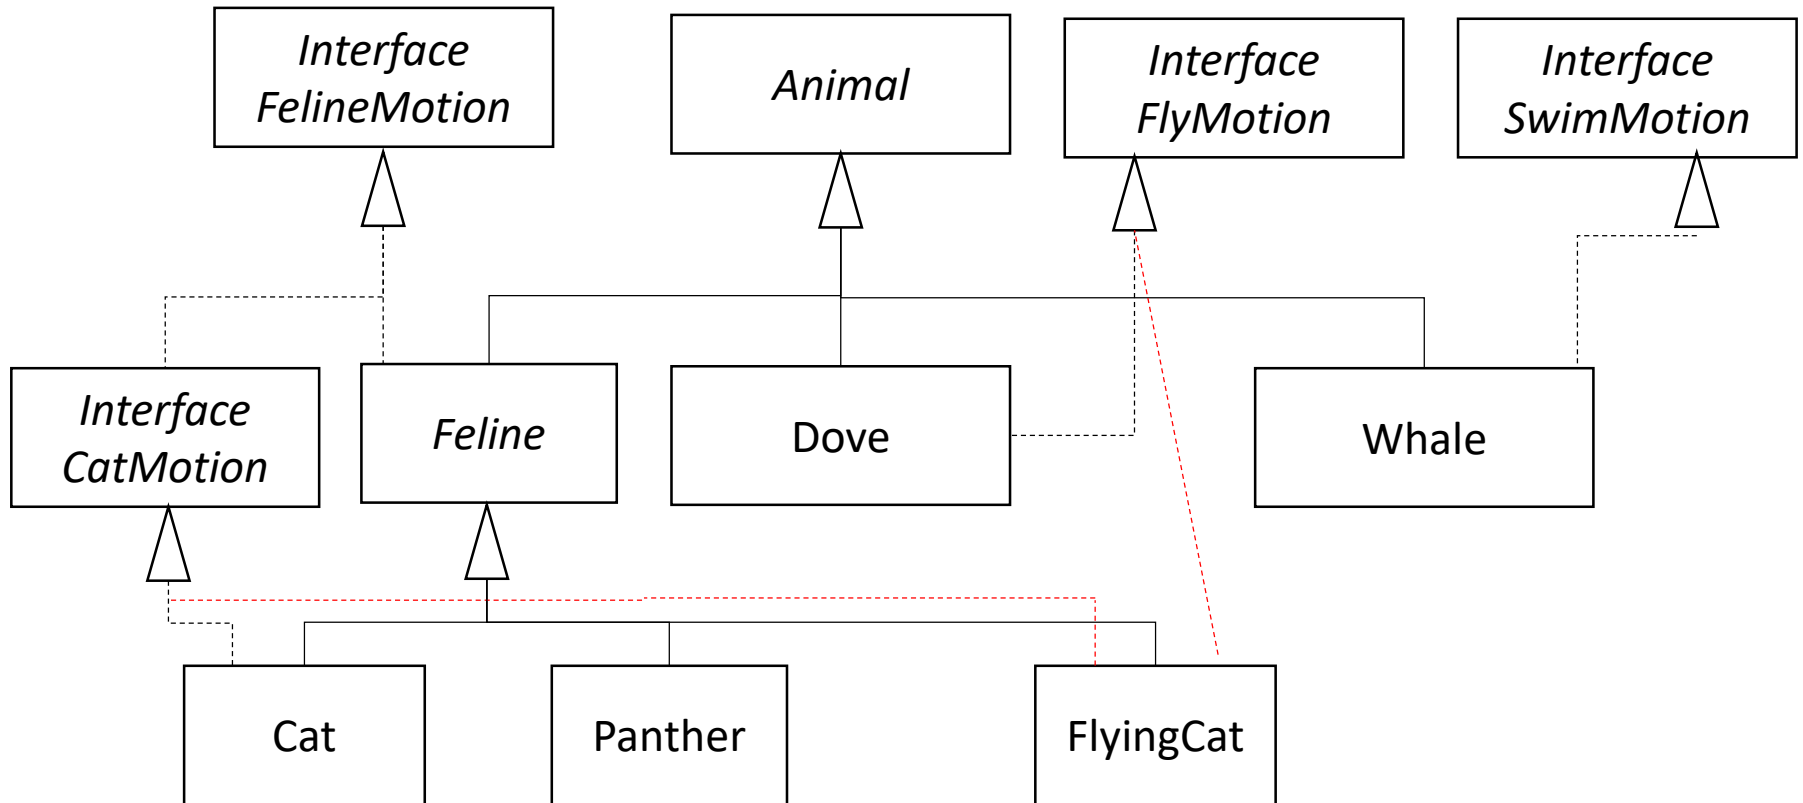 Interface
FelineMotion
Animal
Interface
FlyMotion
Interface
SwimMotion
Interface
CatMotion
Feline
Dove
Whale
Cat
Panther
FlyingCat